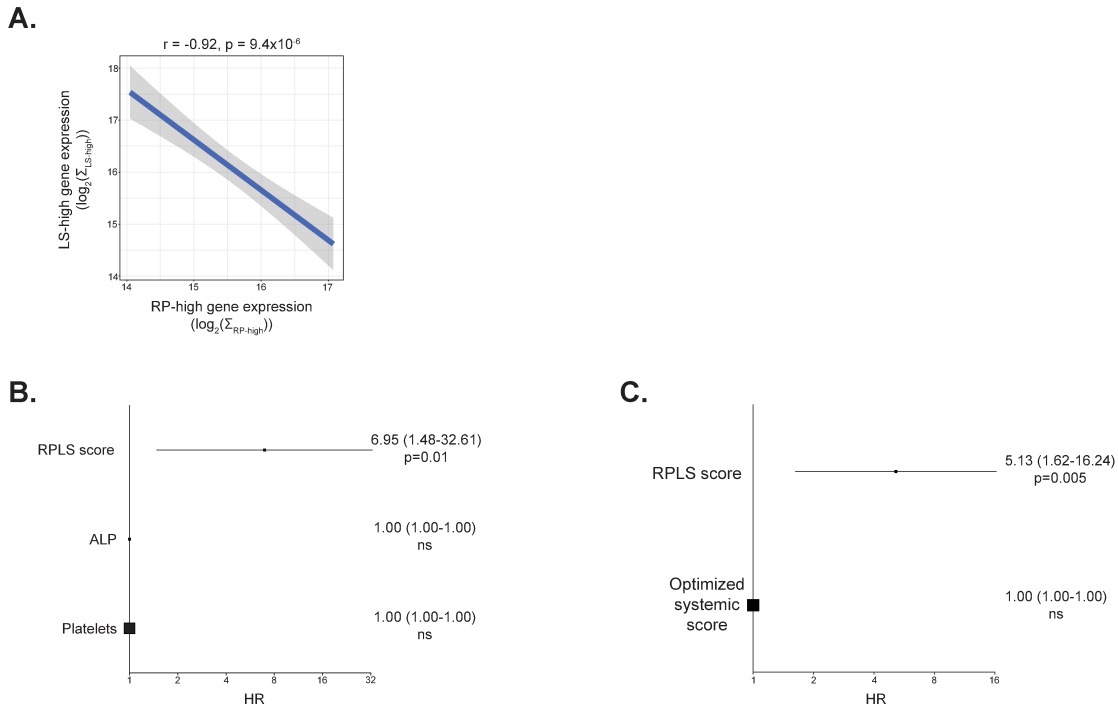 A.
r = -0.92, p = 9.4x10⁻⁶
LS-high gene expression
(log₂(Σ_LS-high))
18
17
16
15
14
14 15 16 17
RP-high gene expression
(log₂(Σ_RP-high))
B.
RPLS score
6.95 (1.48-32.61)
p=0.01
ALP
1.00 (1.00-1.00)
ns
Platelets
1.00 (1.00-1.00)
ns
1 2 4 8 16 32
HR
C.
RPLS score
5.13 (1.62-16.24)
p=0.005
Optimized
systemic
score
1.00 (1.00-1.00)
ns
1 2 4 8 16
HR